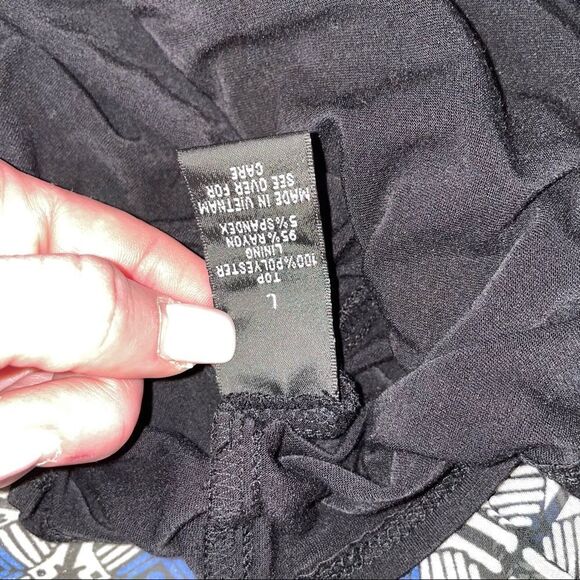 L
TOP
100%POLYESTER
LINING
95%RAYON
5%SPANDEX
MADE IN VIETNAM
SEE OVER FOR
CARE